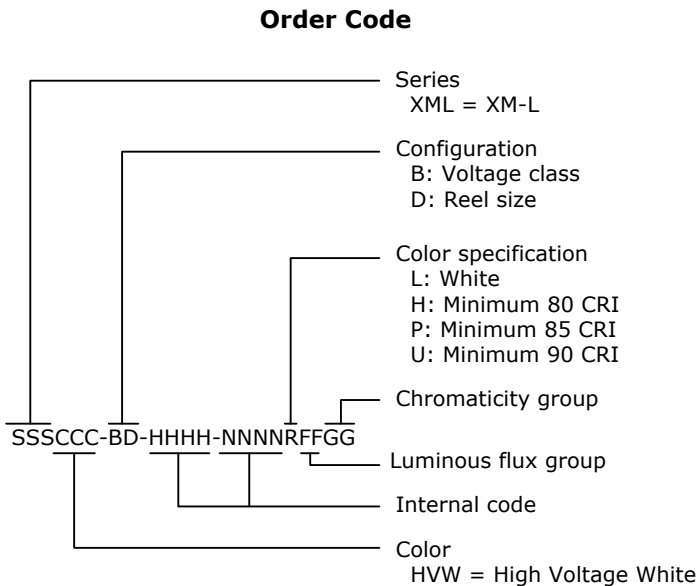 Order Code
Series
XML = XM-L
Configuration
B: Voltage class
D: Reel size
Color specification
L: White
H: Minimum 80 CRI
P: Minimum 85 CRI
U: Minimum 90 CRI
Chromaticity group
SSSCCC-BD-HHHH-NNNNRFFGG
Luminous flux group
Internal code
Color
HVW = High Voltage White